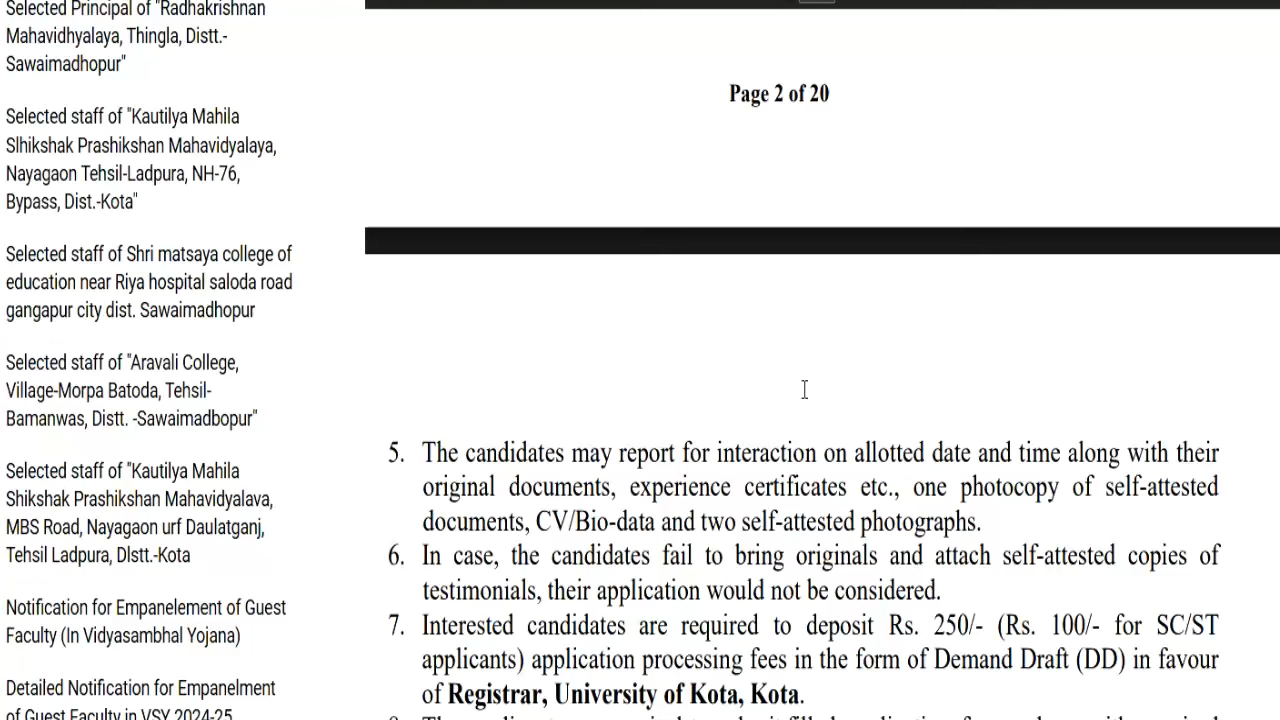 Selected Principal of "Radhakrishnan
Mahavidhyalaya, Thingla, Distt.-
Sawaimadhopur"
Selected staff of "Kautilya Mahila
Slhikshak Prashikshan Mahavidyalaya,
Nayagaon Tehsil-Ladpura, NH-76,
Bypass, Dist.-Kota"
Selected staff of Shri matsaya college of
education near Riya hospital saloda road
gangapur city dist. Sawaimadhopur
Selected staff of "Aravali College,
Village-Morpa Batoda, Tehsil-
Bamanwas, Distt. -Sawaimadbopur"
Selected staff of "Kautilya Mahila
Shikshak Prashikshan Mahavidyalava,
MBS Road, Nayagaon urf Daulatganj,
Tehsil Ladpura, Dlstt.-Kota
Notification for Empanelement of Guest
Faculty (In Vidyasambhal Yojana)
Detailed Notification for Empanelment
of Guest Faculty in VSY 2024-25
Page 2 of 20
5. The candidates may report for interaction on allotted date and time along with their
original documents, experience certificates etc., one photocopy of self-attested
documents, CV/Bio-data and two self-attested photographs.
6. In case, the candidates fail to bring originals and attach self-attested copies of
testimonials, their application would not be considered.
7. Interested candidates are required to deposit Rs. 250/- (Rs. 100/- for SC/ST
applicants) application processing fees in the form of Demand Draft (DD) in favour
of Registrar, University of Kota, Kota.